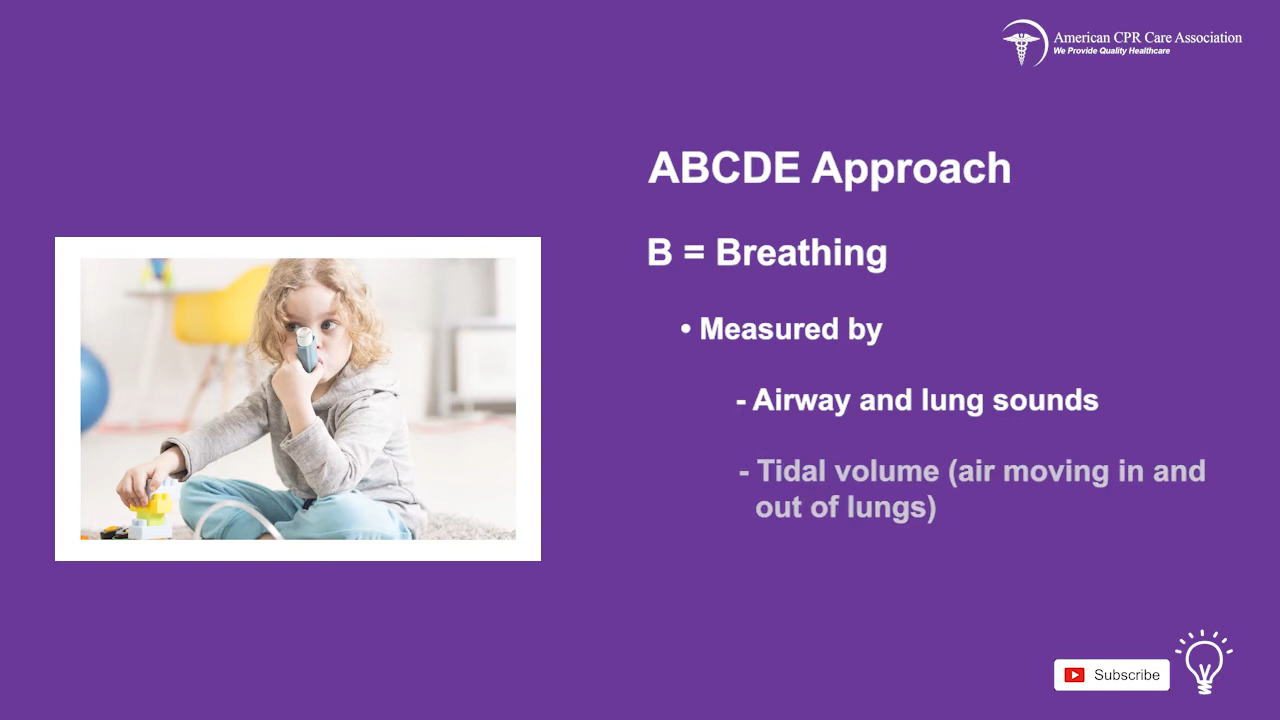 American CPR Care Association
We Provide Quality Healthcare
ABCDE Approach
B = Breathing
• Measured by
- Airway and lung sounds
- Tidal volume (air moving in and
out of lungs)
Subscribe